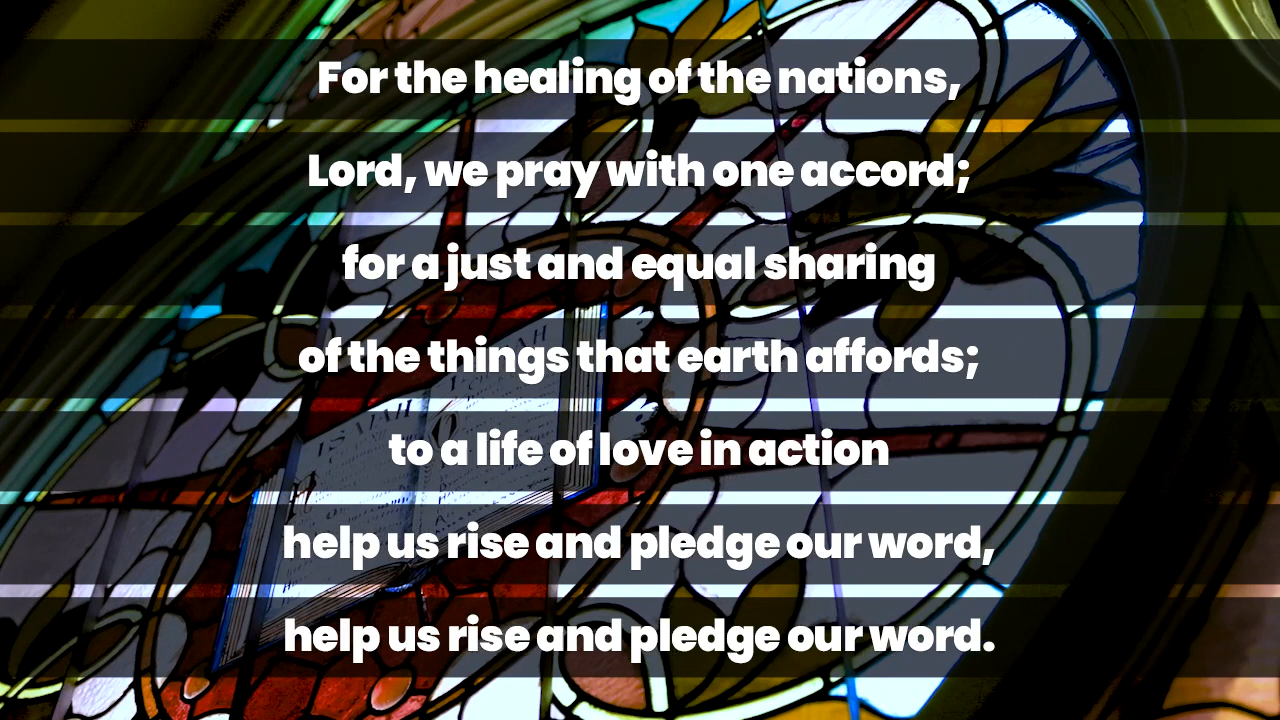 For the healing of the nations,
Lord, we pray with one accord;
for a just and equal sharing
of the things that earth affords;
to a life of love in action
help us rise and pledge our word,
help us rise and pledge our word.
ISAIAH